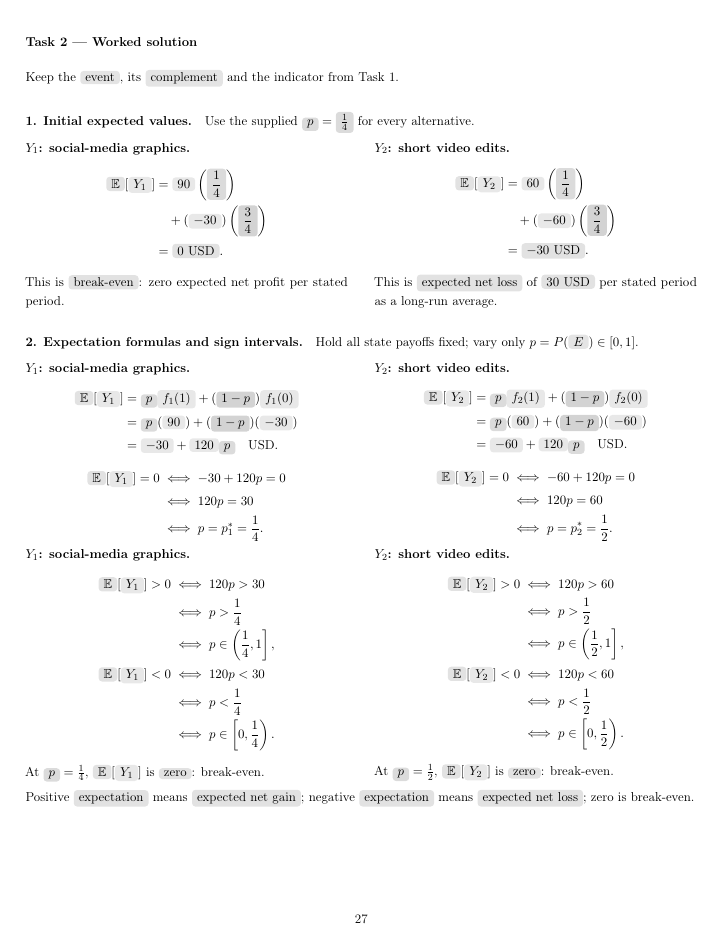 Task 2 — Worked solution
Keep the event, its complement and the indicator from Task 1.
1. Initial expected values. Use the supplied p = 1/4 for every alternative.
Y₁: social-media graphics.
𝔼[Y₁] = 90 (1/4)
+ (−30) (3/4)
= 0 USD.
This is break-even: zero expected net profit per stated
period.
Y₂: short video edits.
𝔼[Y₂] = 60 (1/4)
+ (−60) (3/4)
= −30 USD.
This is expected net loss of 30 USD per stated period
as a long-run average.
2. Expectation formulas and sign intervals. Hold all state payoffs fixed; vary only p = P(E) ∈ [0, 1].
Y₁: social-media graphics.
𝔼[Y₁] = p f₁(1) + (1 − p) f₁(0)
= p(90) + (1 − p)(−30)
= −30 + 120 p USD.
𝔼[Y₁] = 0 ⟺ −30 + 120p = 0
⟺ 120p = 30
⟺ p = p₁* = 1/4.
Y₂: short video edits.
𝔼[Y₂] = p f₂(1) + (1 − p) f₂(0)
= p(60) + (1 − p)(−60)
= −60 + 120 p USD.
𝔼[Y₂] = 0 ⟺ −60 + 120p = 0
⟺ 120p = 60
⟺ p = p₂* = 1/2.
Y₁: social-media graphics.
𝔼[Y₁] > 0 ⟺ 120p > 30
⟺ p > 1/4
⟺ p ∈ (1/4, 1],
𝔼[Y₁] < 0 ⟺ 120p < 30
⟺ p < 1/4
⟺ p ∈ [0, 1/4).
At p = 1/4, 𝔼[Y₁] is zero: break-even.
Y₂: short video edits.
𝔼[Y₂] > 0 ⟺ 120p > 60
⟺ p > 1/2
⟺ p ∈ (1/2, 1],
𝔼[Y₂] < 0 ⟺ 120p < 60
⟺ p < 1/2
⟺ p ∈ [0, 1/2).
At p = 1/2, 𝔼[Y₂] is zero: break-even.
Positive expectation means expected net gain; negative expectation means expected net loss; zero is break-even.
27